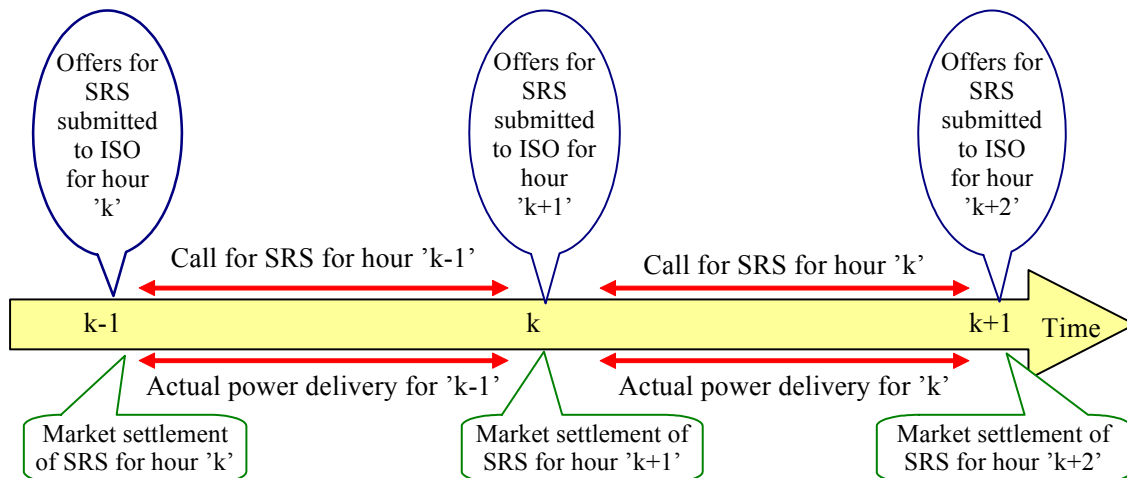 Offers for
SRS
submitted
to ISO
for hour
’k’
Offers for
SRS
submitted
to ISO for
hour
’k+1’
Offers for
SRS
submitted
to ISO
for hour
’k+2’
Call for SRS for hour ’k-1’
Call for SRS for hour ’k’
k-1
k
k+1
Time
Actual power delivery for ’k-1’
Actual power delivery for ’k’
Market settlement
of SRS for hour ’k’
Market settlement of
SRS for hour ’k+1’
Market settlement of
SRS for hour ’k+2’